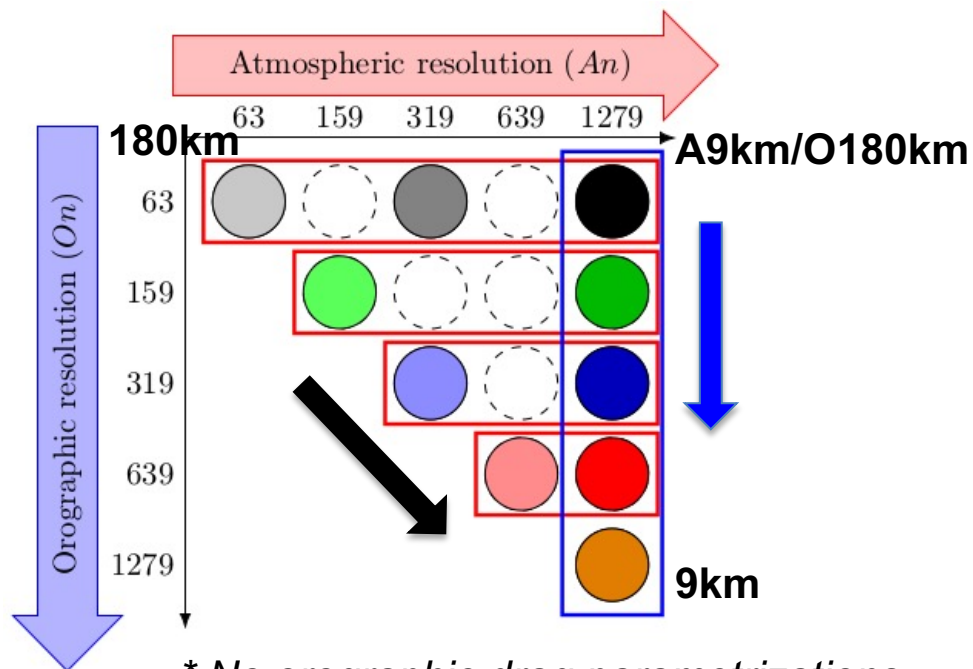 Atmospheric resolution (An)
63 159 319 639 1279
180km
A9km/O180km
Orographic resolution (On)
63
159
319
639
1279
9km
* No orographic drag parametrizations